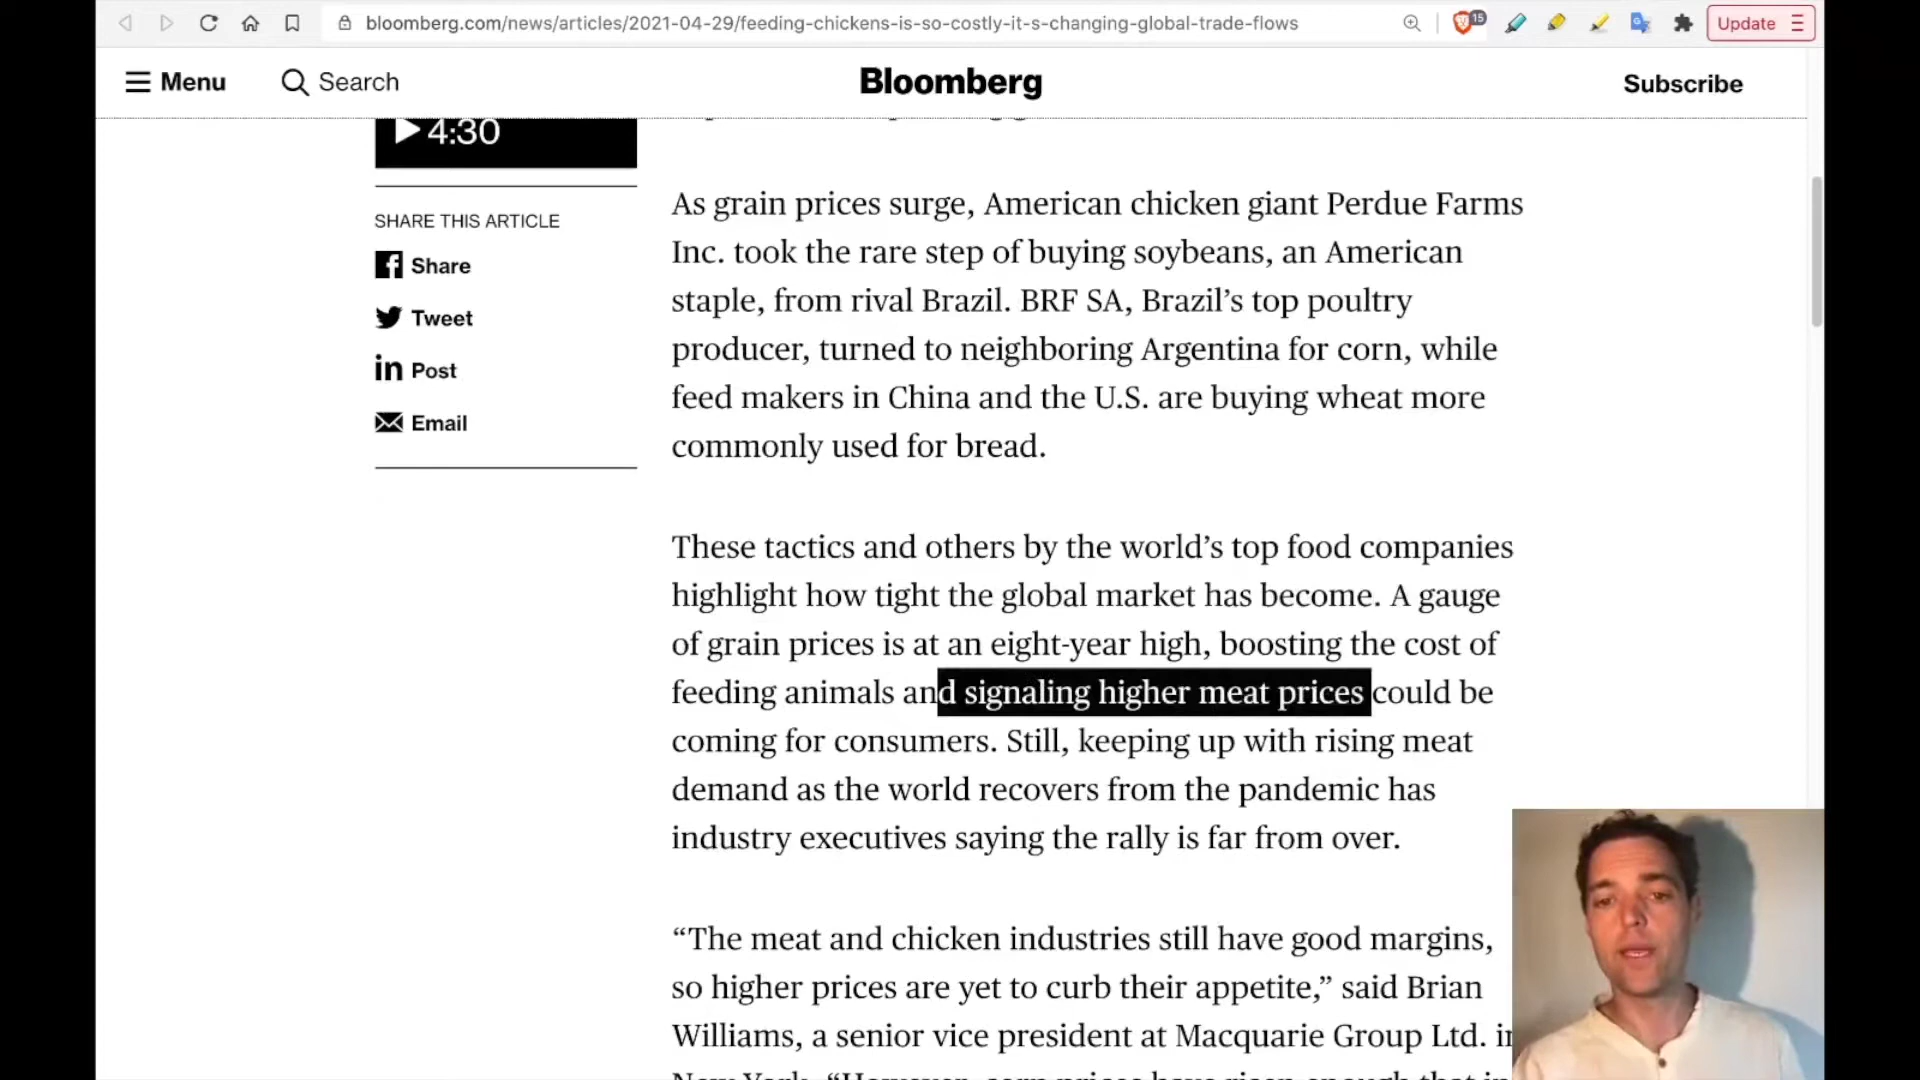 bloomberg.com/news/articles/2021-04-29/feeding-chickens-is-so-costly-it-s-changing-global-trade-flows
15
Update
Menu
Search
Bloomberg
Subscribe
4:30
SHARE THIS ARTICLE
Share
Tweet
Post
Email
As grain prices surge, American chicken giant Perdue Farms
Inc. took the rare step of buying soybeans, an American
staple, from rival Brazil. BRF SA, Brazil’s top poultry
producer, turned to neighboring Argentina for corn, while
feed makers in China and the U.S. are buying wheat more
commonly used for bread.
These tactics and others by the world’s top food companies
highlight how tight the global market has become. A gauge
of grain prices is at an eight-year high, boosting the cost of
feeding animals and signaling higher meat prices could be
coming for consumers. Still, keeping up with rising meat
demand as the world recovers from the pandemic has
industry executives saying the rally is far from over.
“The meat and chicken industries still have good margins,
so higher prices are yet to curb their appetite,” said Brian
Williams, a senior vice president at Macquarie Group Ltd. in